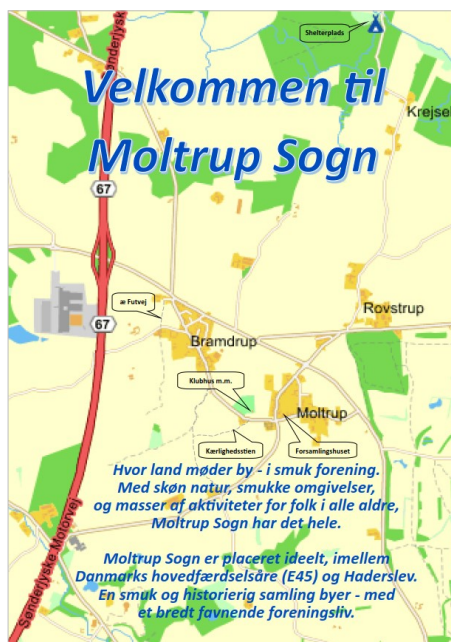 Shelterplads
Sønderjysk
Velkommen til
Krejsel
Moltrup Sogn
67
æ Futvej
Rovstrup
67
Bramdrup
Klubhus m.m.
Moltrup
Kærlighedsstien
Forsamlingshuset
Hvor land møder by - i smuk forening.
Med skøn natur, smukke omgivelser,
og masser af aktiviteter for folk i alle aldre,
Moltrup Sogn har det hele.
Sønderjyske Motorvej
Moltrup Sogn er placeret ideelt, imellem
Danmarks hovedfærdselsåre (E45) og Haderslev.
En smuk og historierig samling byer - med
et bredt favnende foreningsliv.